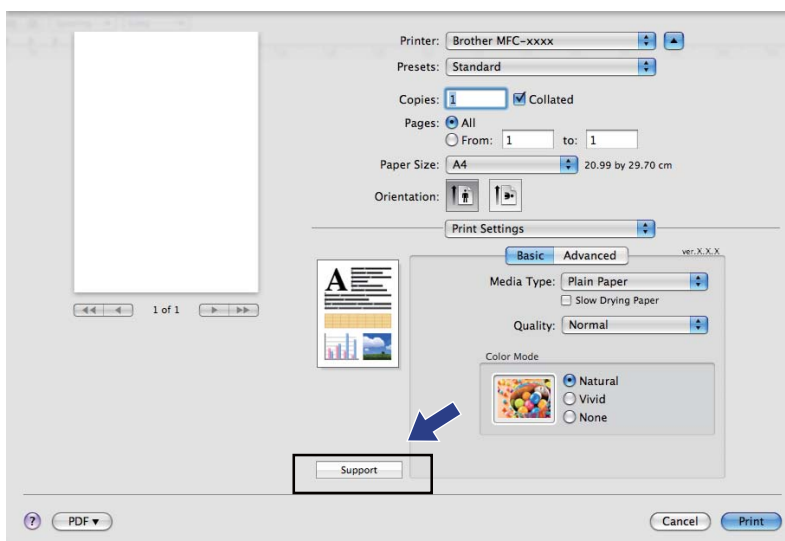 Printer: Brother MFC-xxxx
Presets: Standard
Copies: 1 Collated
Pages: All
From: 1 to: 1
Paper Size: A4 20.99 by 29.70 cm
Orientation:
Print Settings
Basic Advanced ver.X.X.X
A
Media Type: Plain Paper
Slow Drying Paper
1 of 1
Quality: Normal
Color Mode
Natural
Vivid
None
Support
? PDF Cancel Print